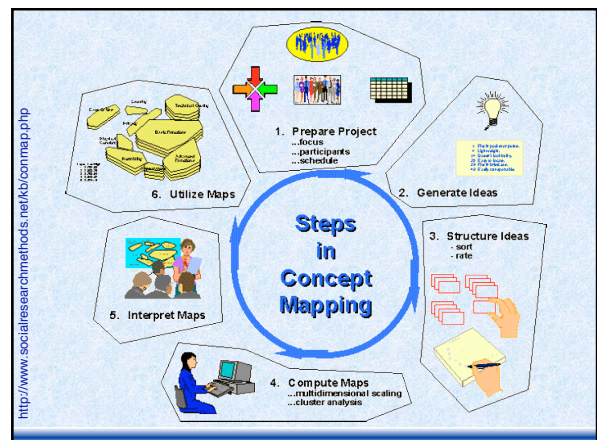 http://www.socialresearchmethods.net/kb/conmap.php
1. Prepare Project
...focus
...participants
...schedule
2. Generate Ideas
3. Structure Ideas
- sort
- rate
4. Compute Maps
...multidimensional scaling
...cluster analysis
5. Interpret Maps
6. Utilize Maps
Steps
in
Concept
Mapping